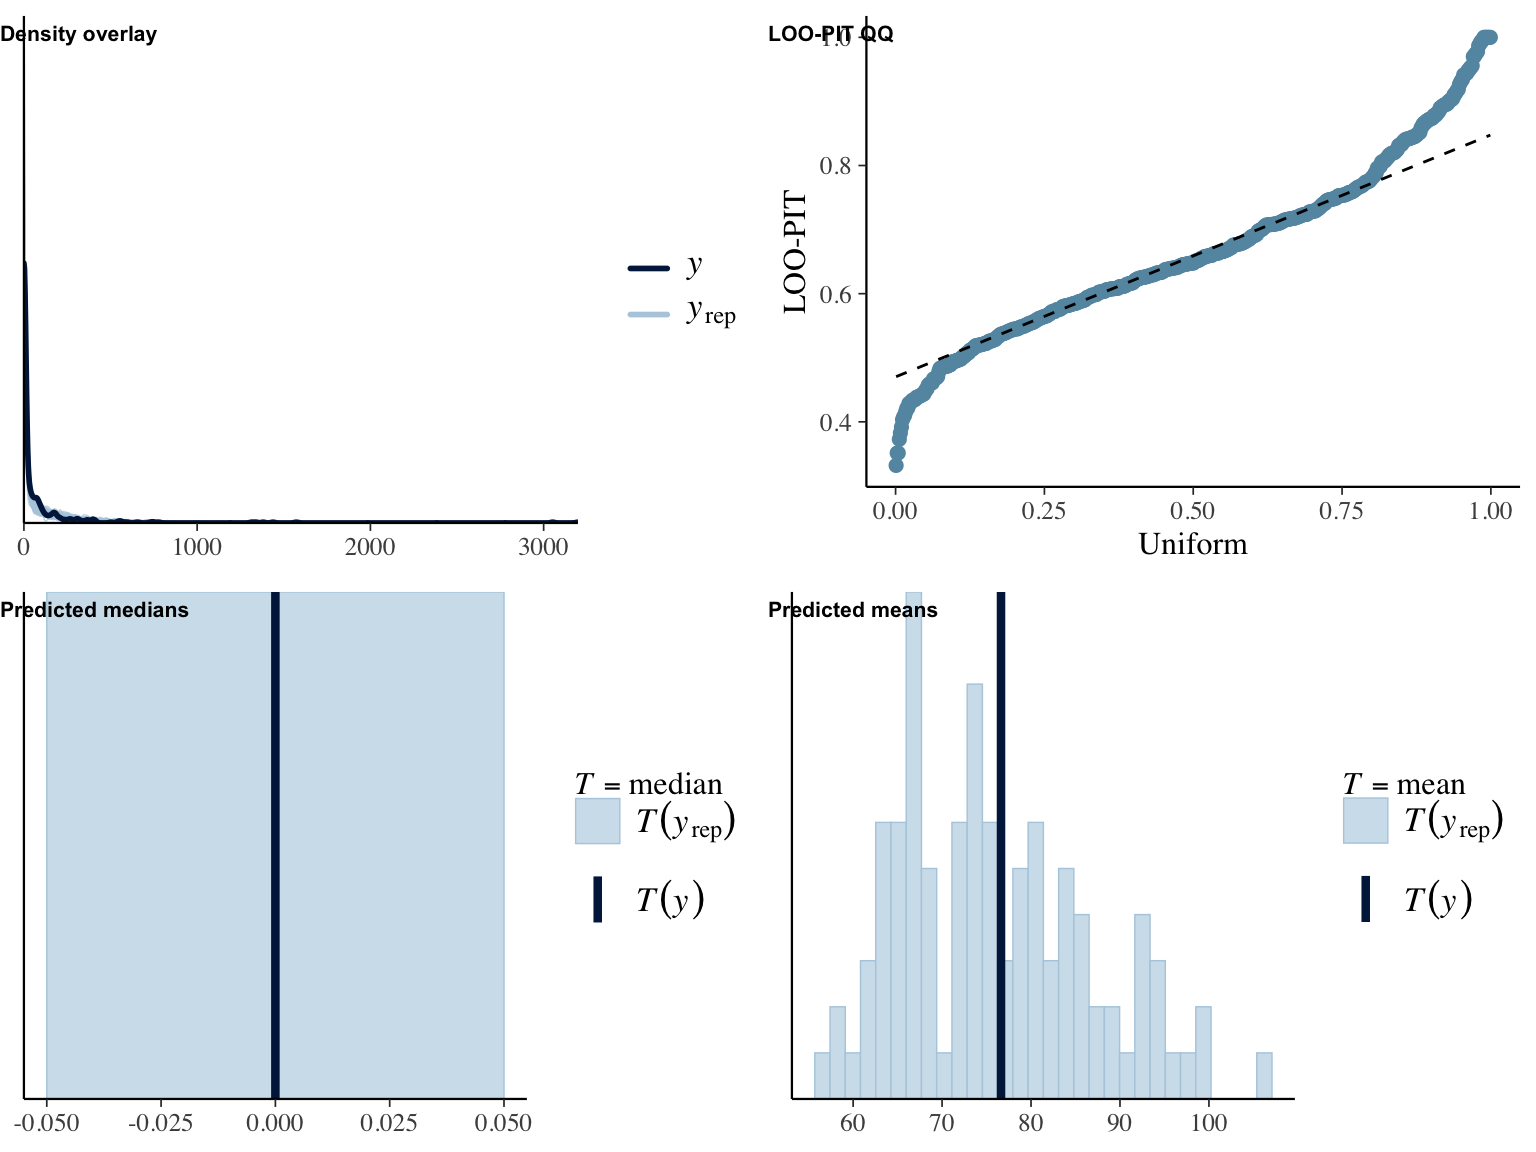 Density overlay
y
yrep
0 1000 2000 3000
LOO-PIT QQ
1.0
0.8
0.6
0.4
LOO-PIT
0.00 0.25 0.50 0.75 1.00
Uniform
Predicted medians
T = median
T(yrep)
T(y)
-0.050 -0.025 0.000 0.025 0.050
Predicted means
T = mean
T(yrep)
T(y)
60 70 80 90 100